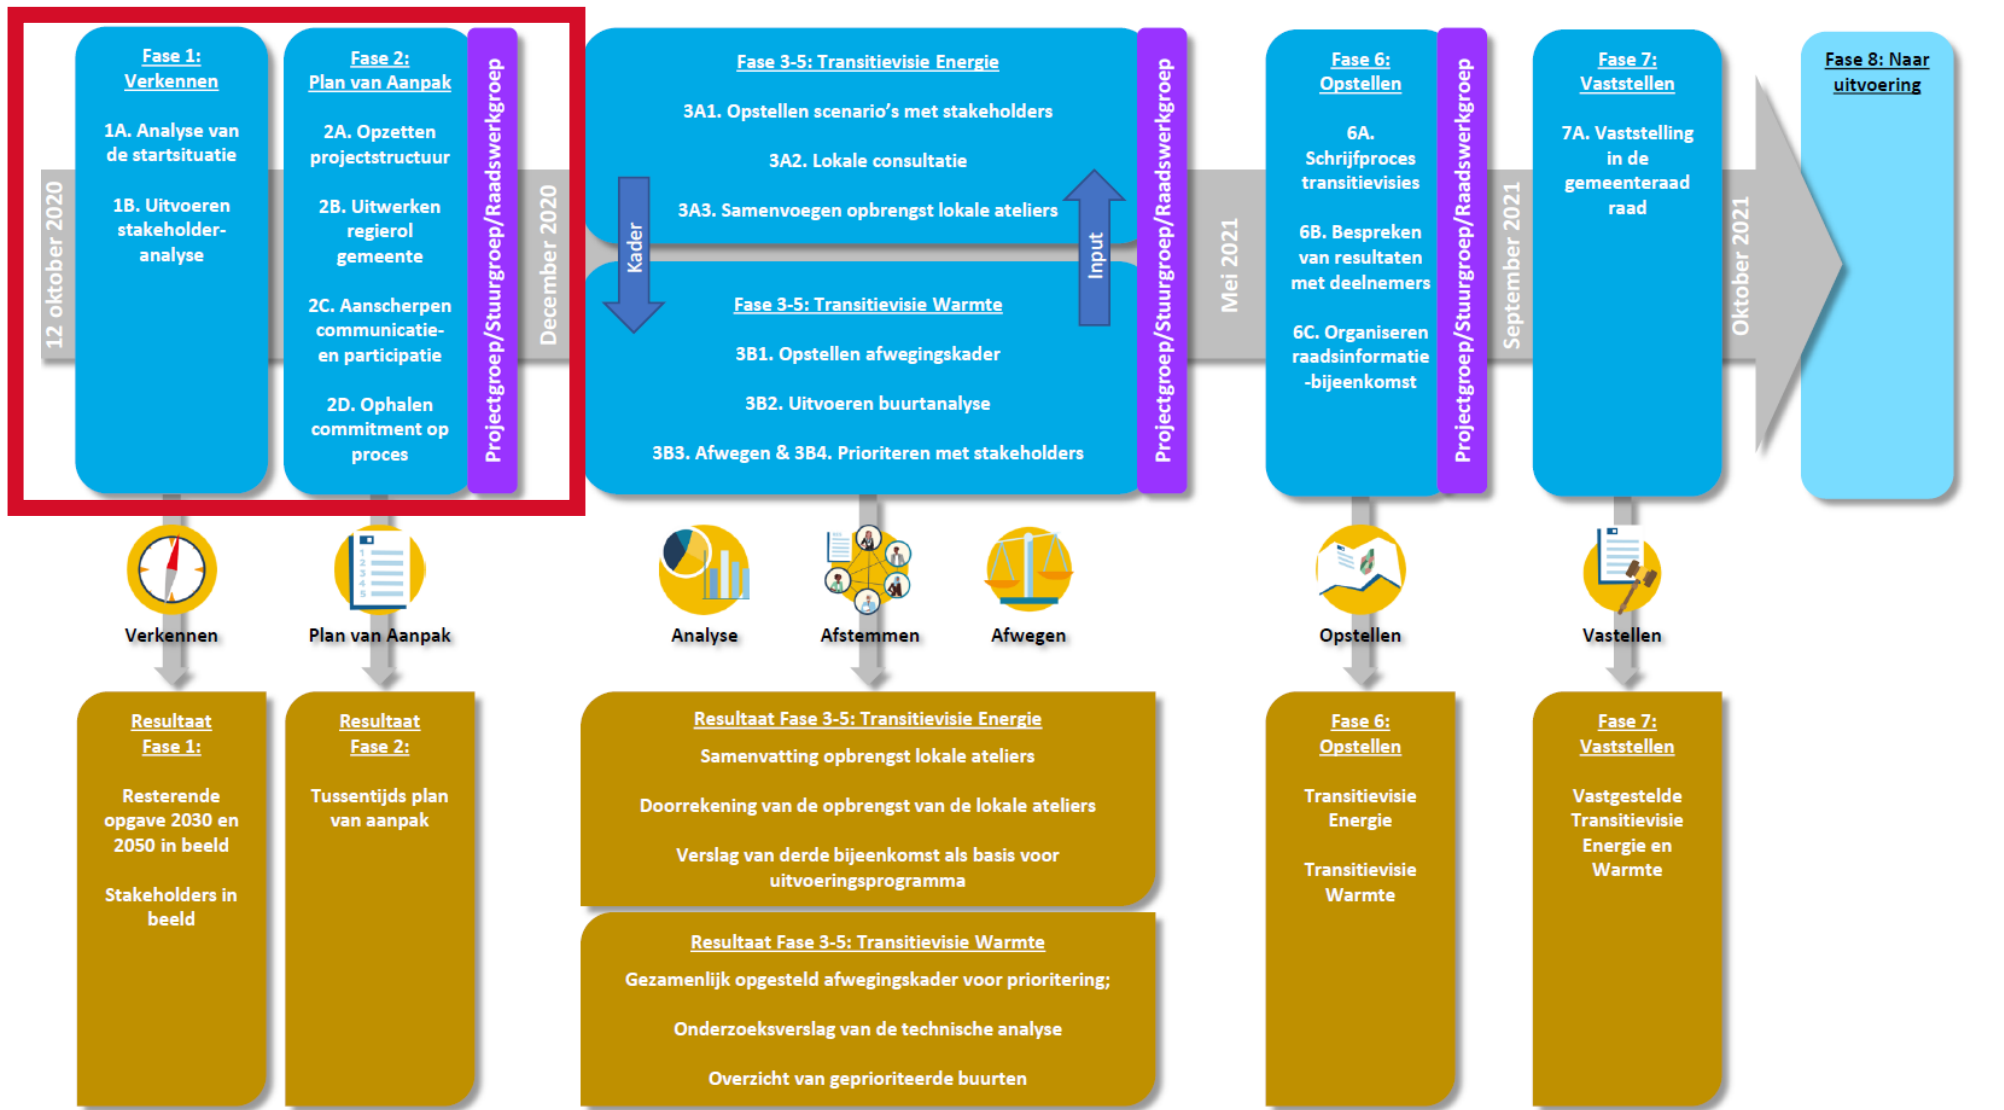 12 oktober 2020
Fase 1:
Verkennen
1A. Analyse van
de startsituatie
1B. Uitvoeren
stakeholder-
analyse
Fase 2:
Plan van Aanpak
2A. Opzetten
projectstructuur
2B. Uitwerken
regierol
gemeente
2C. Aanscherpen
communicatie-
en participatie
2D. Ophalen
commitment op
proces
Projectgroep/Stuurgroep/Raadswerkgroep
December 2020
Fase 3-5: Transitievisie Energie
3A1. Opstellen scenario's met stakeholders
3A2. Lokale consultatie
3A3. Samenvoegen opbrengst lokale ateliers
Kader
Input
Fase 3-5: Transitievisie Warmte
3B1. Opstellen afwegingskader
3B2. Uitvoeren buurtanalyse
3B3. Afwegen & 3B4. Prioriteren met stakeholders
Projectgroep/Stuurgroep/Raadswerkgroep
Mei 2021
Fase 6:
Opstellen
6A.
Schrijfproces
transitievisies
6B. Bespreken
van resultaten
met deelnemers
6C. Organiseren
raadsinformatie
-bijeenkomst
Projectgroep/Stuurgroep/Raadswerkgroep
September 2021
Fase 7:
Vaststellen
7A. Vaststelling
in de
gemeenteraad
raad
Oktober 2021
Fase 8: Naar
uitvoering
1
2
3
4
5
Verkennen
Plan van Aanpak
Analyse
Afstemmen
Afwegen
Opstellen
Vastellen
Resultaat
Fase 1:
Resterende
opgave 2030 en
2050 in beeld
Stakeholders in
beeld
Resultaat
Fase 2:
Tussentijds plan
van aanpak
Resultaat Fase 3-5: Transitievisie Energie
Samenvatting opbrengst lokale ateliers
Doorrekening van de opbrengst van de lokale ateliers
Verslag van derde bijeenkomst als basis voor
uitvoeringsprogramma
Resultaat Fase 3-5: Transitievisie Warmte
Gezamenlijk opgesteld afwegingskader voor prioritering;
Onderzoeksverslag van de technische analyse
Overzicht van geprioriteerde buurten
Fase 6:
Opstellen
Transitievisie
Energie
Transitievisie
Warmte
Fase 7:
Vaststellen
Vastgestelde
Transitievisie
Energie en
Warmte